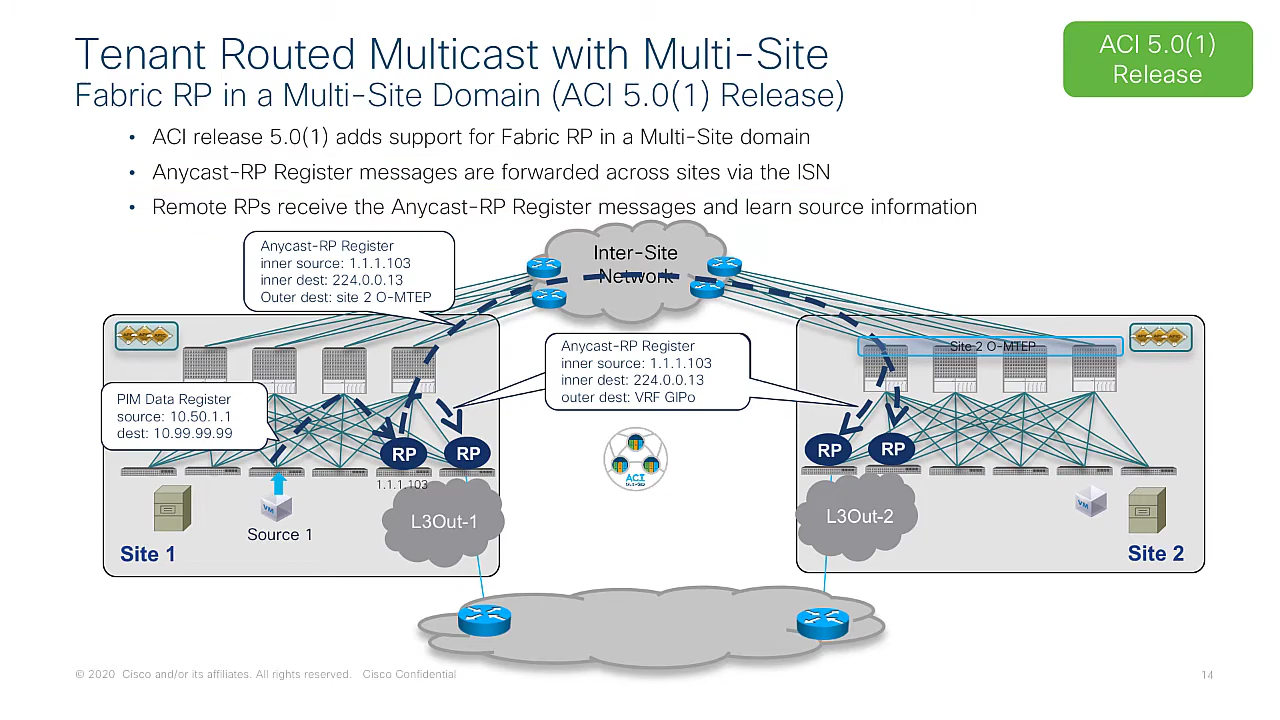 Tenant Routed Multicast with Multi-Site
Fabric RP in a Multi-Site Domain (ACI 5.0(1) Release)
ACI 5.0(1)
Release
• ACI release 5.0(1) adds support for Fabric RP in a Multi-Site domain
• Anycast-RP Register messages are forwarded across sites via the ISN
• Remote RPs receive the Anycast-RP Register messages and learn source information
Anycast-RP Register
inner source: 1.1.1.103
inner dest: 224.0.0.13
Outer dest: site 2 O-MTEP
Inter-Site
Network
Anycast-RP Register
inner source: 1.1.1.103
inner dest: 224.0.0.13
outer dest: VRF GIPo
Site 2 O-MTEP
PIM Data Register
source: 10.50.1.1
dest: 10.99.99.99
RP
RP
RP
RP
1.1.1.103
ACI
VM
Source 1
L3Out-1
L3Out-2
VM
Site 1
Site 2
© 2020 Cisco and/or its affiliates. All rights reserved. Cisco Confidential
14